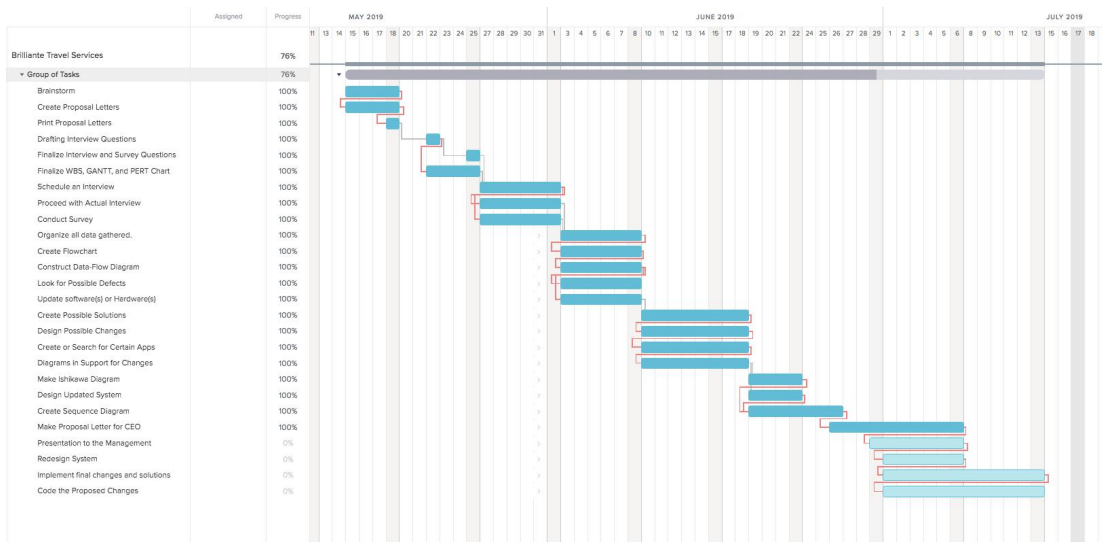 Assigned Progress MAY 2019 JUNE 2019 JULY 2019
11 13 14 15 16 17 18 20 21 22 23 24 25 27 28 29 30 31 1 3 4 5 6 7 8 10 11 12 13 14 15 17 18 19 20 21 22 24 25 26 27 28 29 1 2 3 4 5 6 8 9 10 11 12 13 15 16 17 18
Brilliante Travel Services 76%
Group of Tasks 76%
Brainstorm 100%
Create Proposal Letters 100%
Print Proposal Letters 100%
Drafting Interview Questions 100%
Finalize Interview and Survey Questions 100%
Finalize WBS, GANTT, and PERT Chart 100%
Schedule an Interview 100%
Proceed with Actual Interview 100%
Conduct Survey 100%
Organize all data gathered. 100%
Create Flowchart 100%
Construct Data-Flow Diagram 100%
Look for Possible Defects 100%
Update software(s) or Herdware(s) 100%
Create Possible Solutions 100%
Design Possible Changes 100%
Create or Search for Certain Apps 100%
Diagrams in Support for Changes 100%
Make Ishikawa Diagram 100%
Design Updated System 100%
Create Sequence Diagram 100%
Make Proposal Letter for CEO 100%
Presentation to the Management 0%
Redesign System 0%
Implement final changes and solutions 0%
Code the Proposed Changes 0%